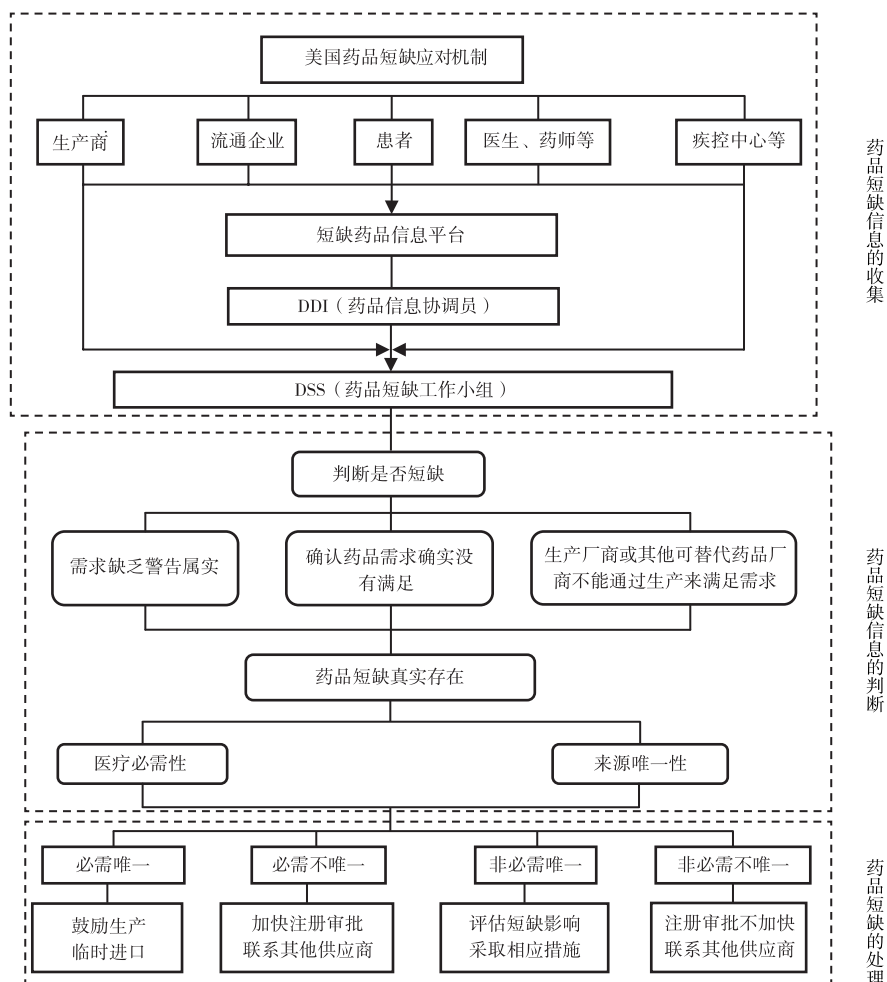 美国药品短缺应对机制
生产商
流通企业
患者
医生、药师等
疾控中心等
短缺药品信息平台
DDI（药品信息协调员）
DSS（药品短缺工作小组）
药品短缺信息的收集
判断是否短缺
需求缺乏警告属实
确认药品需求确实没
有满足
生产厂商或其他可替代药品厂
商不能通过生产来满足需求
药品短缺真实存在
医疗必需性
来源唯一性
药品短缺信息的判断
必需唯一
必需不唯一
非必需唯一
非必需不唯一
鼓励生产
临时进口
加快注册审批
联系其他供应商
评估短缺影响
采取相应措施
注册审批不加快
联系其他供应商
药品短缺的处理